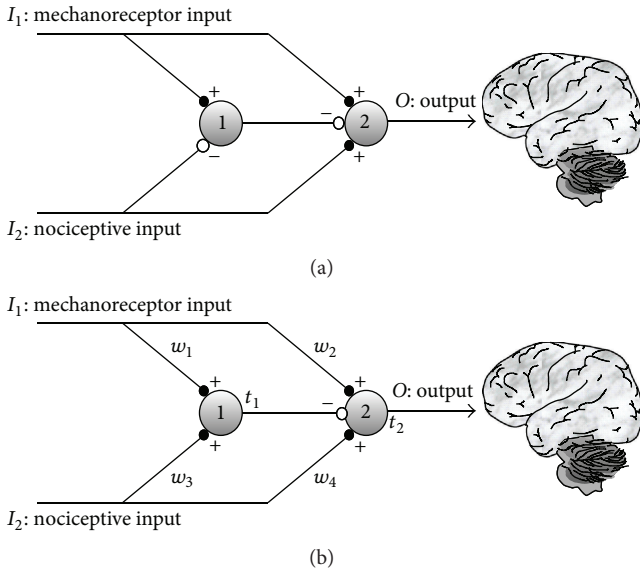 I₁: mechanoreceptor input
+
+
O: output
1
−
2
−
+
I₂: nociceptive input
(a)
I₁: mechanoreceptor input
w₁
w₂
+
+
O: output
t₁
1
−
2
t₂
+
+
w₃
w₄
I₂: nociceptive input
(b)